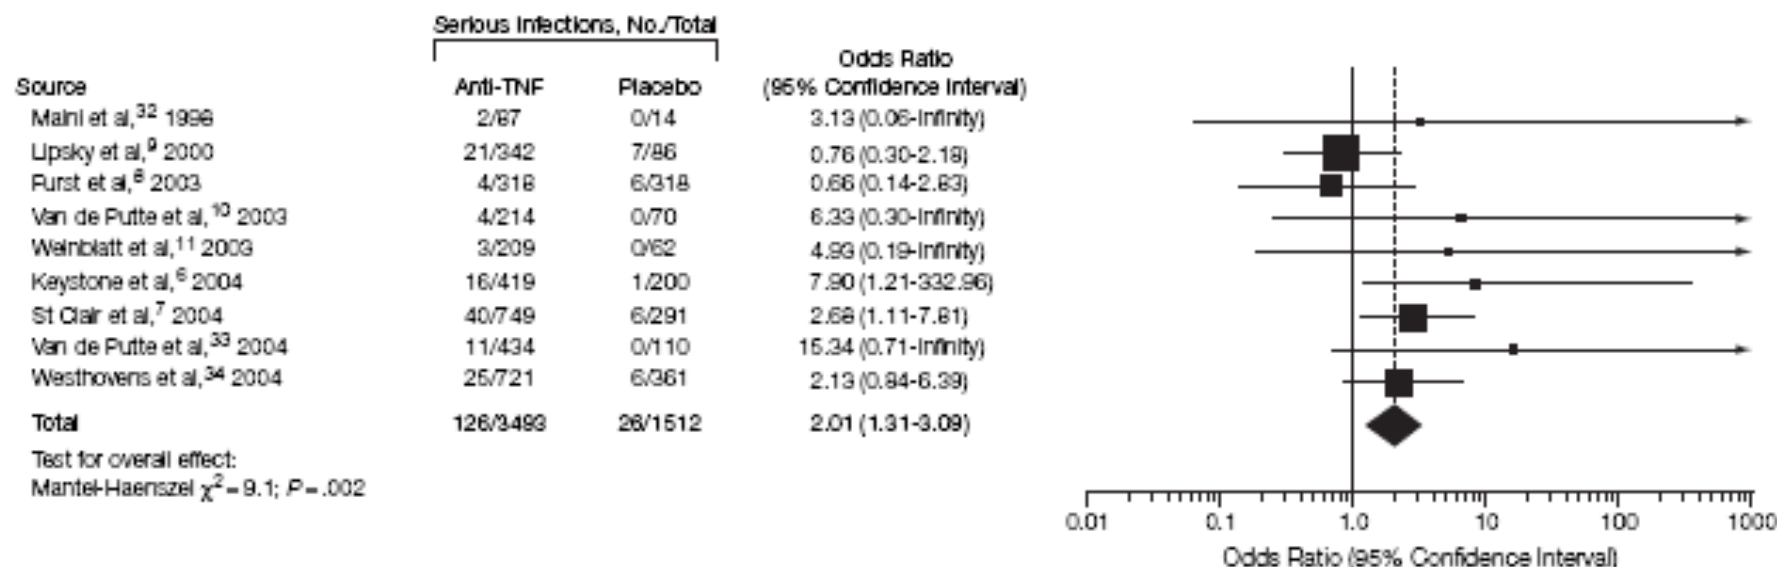 Serious Infections, No./Total
Source Anti-TNF Placebo Odds Ratio (95% Confidence Interval)
Maini et al,32 1998 2/87 0/14 3.13 (0.06-Infinity)
Lipsky et al,9 2000 21/342 7/86 0.76 (0.30-2.18)
Furst et al,8 2003 4/318 6/318 0.66 (0.14-2.83)
Van de Putte et al,10 2003 4/214 0/70 6.33 (0.30-Infinity)
Weinblatt et al,11 2003 3/209 0/62 4.93 (0.19-Infinity)
Keystone et al,6 2004 16/419 1/200 7.90 (1.21-332.96)
St Clair et al,7 2004 40/749 6/291 2.68 (1.11-7.81)
Van de Putte et al,33 2004 11/434 0/110 15.34 (0.71-Infinity)
Westhovens et al,34 2004 25/721 6/361 2.13 (0.84-6.39)
Total 126/3493 26/1512 2.01 (1.31-3.09)
Test for overall effect:
Mantel-Haenszel χ2 = 9.1; P = .002
0.01 0.1 1.0 10 100 1000
Odds Ratio (95% Confidence Interval)